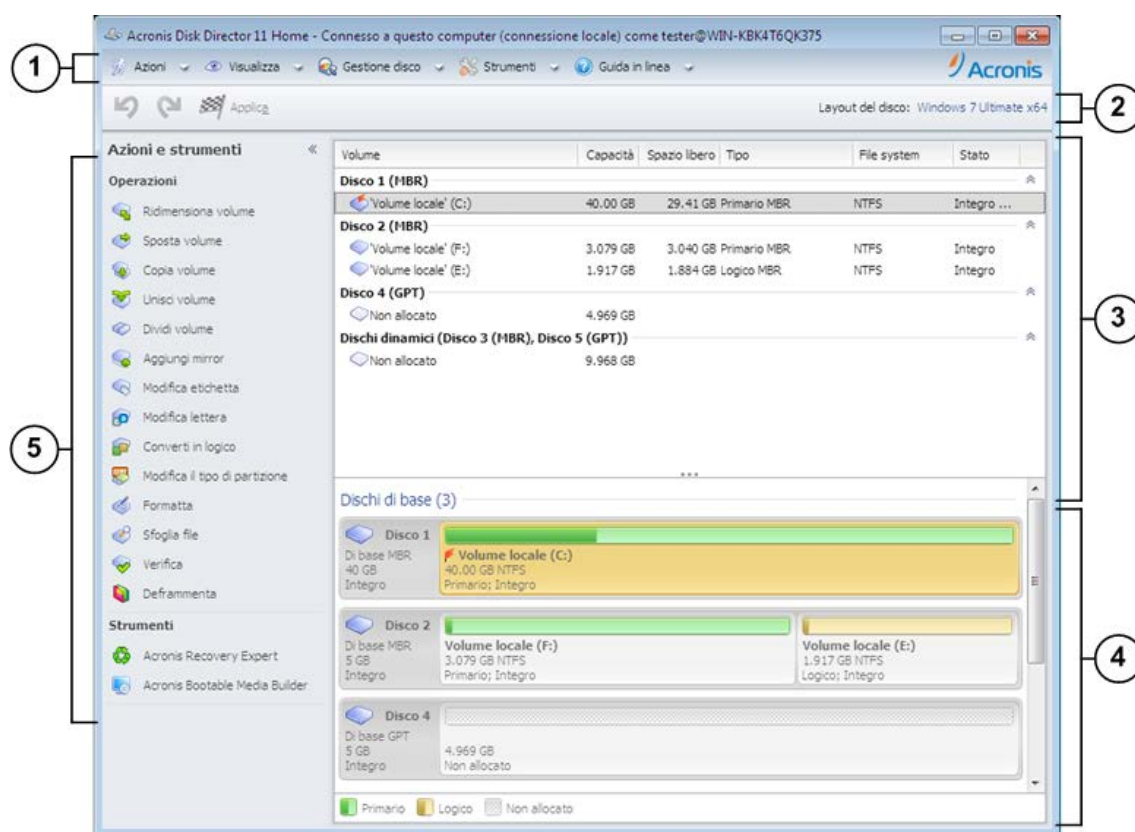 Acronis Disk Director 11 Home - Connesso a questo computer (connessione locale) come tester@WIN-KBK4T6QK375
1
Azioni Visualizza Gestione disco Strumenti Guida in linea Acronis
Applica Layout del disco: Windows 7 Ultimate x64
2
Azioni e strumenti «
Operazioni
Ridimensiona volume
Sposta volume
Copia volume
Unisci volume
Dividi volume
Aggiungi mirror
Modifica etichetta
Modifica lettera
Converti in logico
Modifica il tipo di partizione
Formatta
Sfoglia file
Verifica
Deframmenta
Strumenti
Acronis Recovery Expert
Acronis Bootable Media Builder
5
Volume Capacità Spazio libero Tipo File system Stato
Disco 1 (MBR)
'Volume locale' (C:) 40.00 GB 29.41 GB Primario MBR NTFS Integro ...
Disco 2 (MBR)
'Volume locale' (F:) 3.079 GB 3.040 GB Primario MBR NTFS Integro
'Volume locale' (E:) 1.917 GB 1.884 GB Logico MBR NTFS Integro
Disco 4 (GPT)
Non allocato 4.969 GB
Dischi dinamici (Disco 3 (MBR), Disco 5 (GPT))
Non allocato 9.968 GB
3
Dischi di base (3)
Disco 1
Di base MBR
40 GB
Integro
Volume locale (C:)
40.00 GB NTFS
Primario; Integro
Disco 2
Di base MBR
5 GB
Integro
Volume locale (F:)
3.079 GB NTFS
Primario; Integro
Volume locale (E:)
1.917 GB NTFS
Logico; Integro
Disco 4
Di base GPT
5 GB
Integro
4.969 GB
Non allocato
4
Primario Logico Non allocato